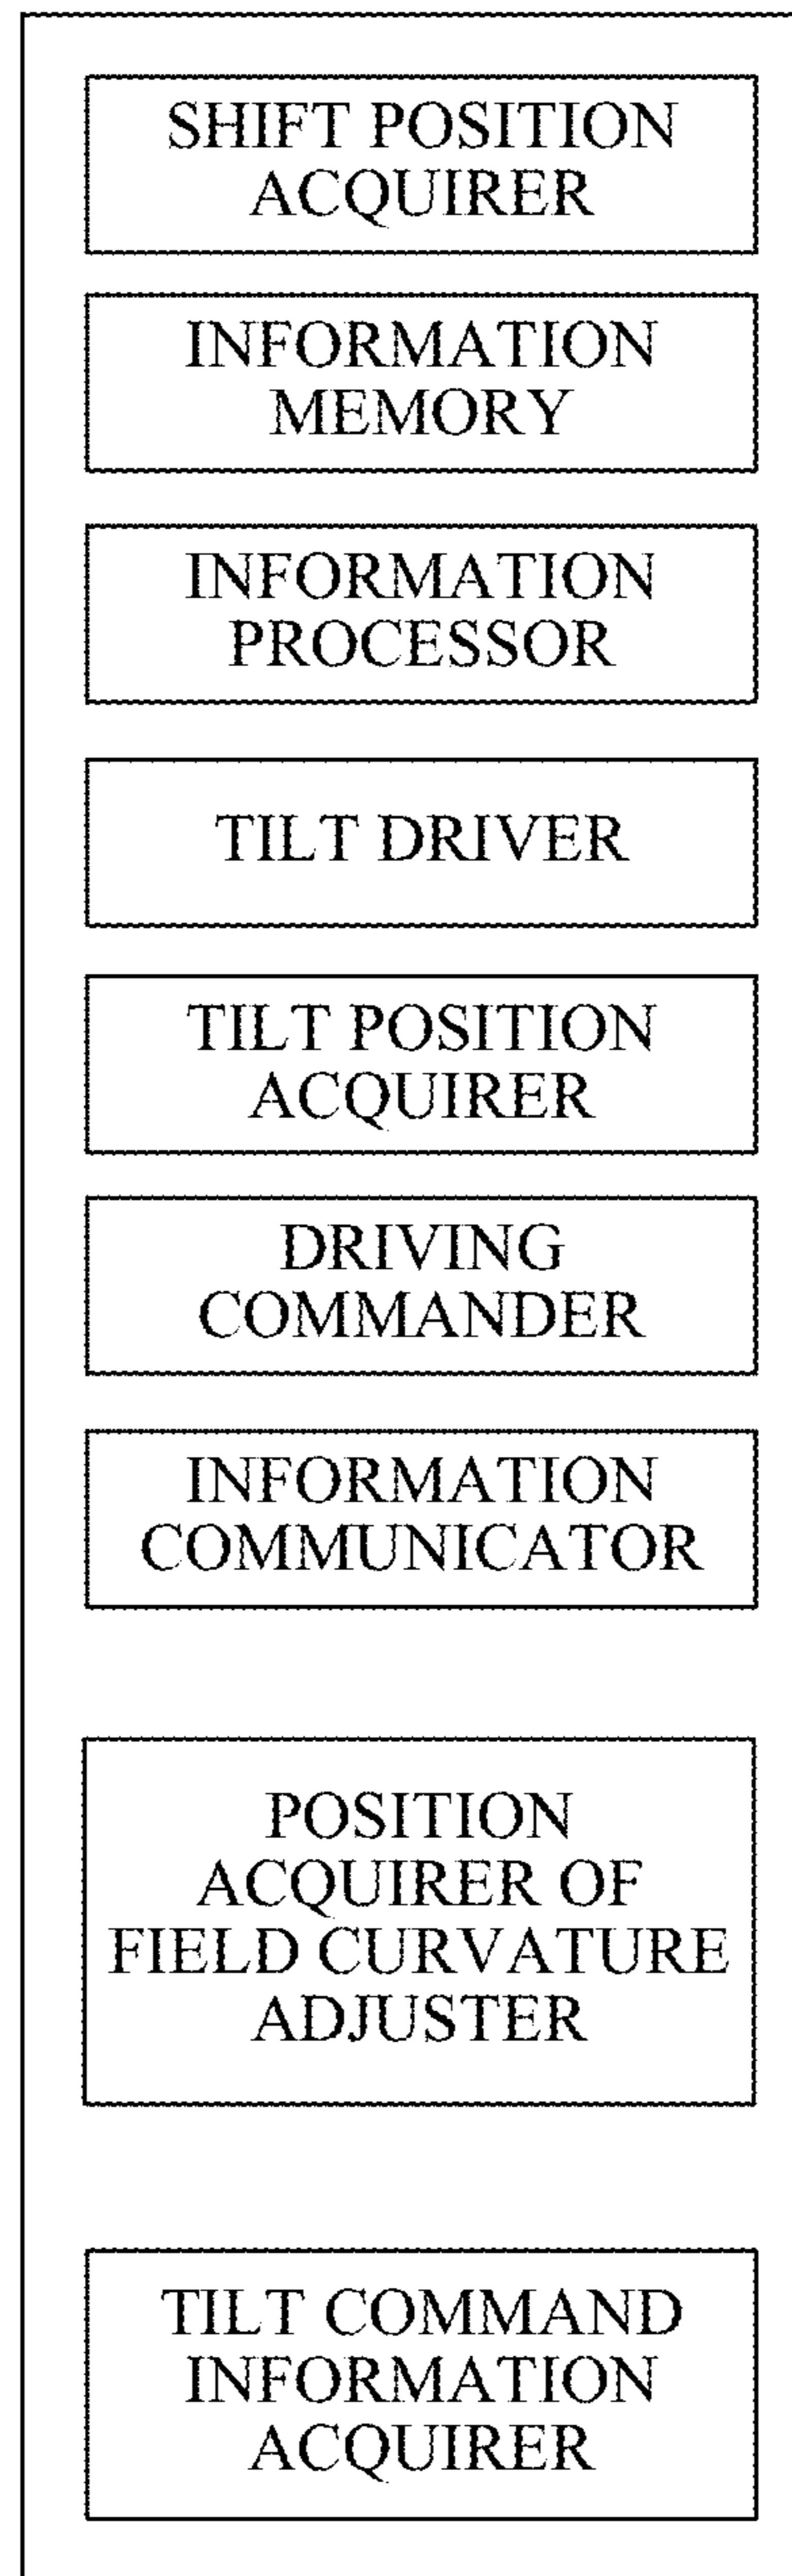 SHIFT POSITION
ACQUIRER
INFORMATION
MEMORY
INFORMATION
PROCESSOR
TILT DRIVER
TILT POSITION
ACQUIRER
DRIVING
COMMANDER
INFORMATION
COMMUNICATOR
POSITION
ACQUIRER OF
FIELD CURVATURE
ADJUSTER
TILT COMMAND
INFORMATION
ACQUIRER